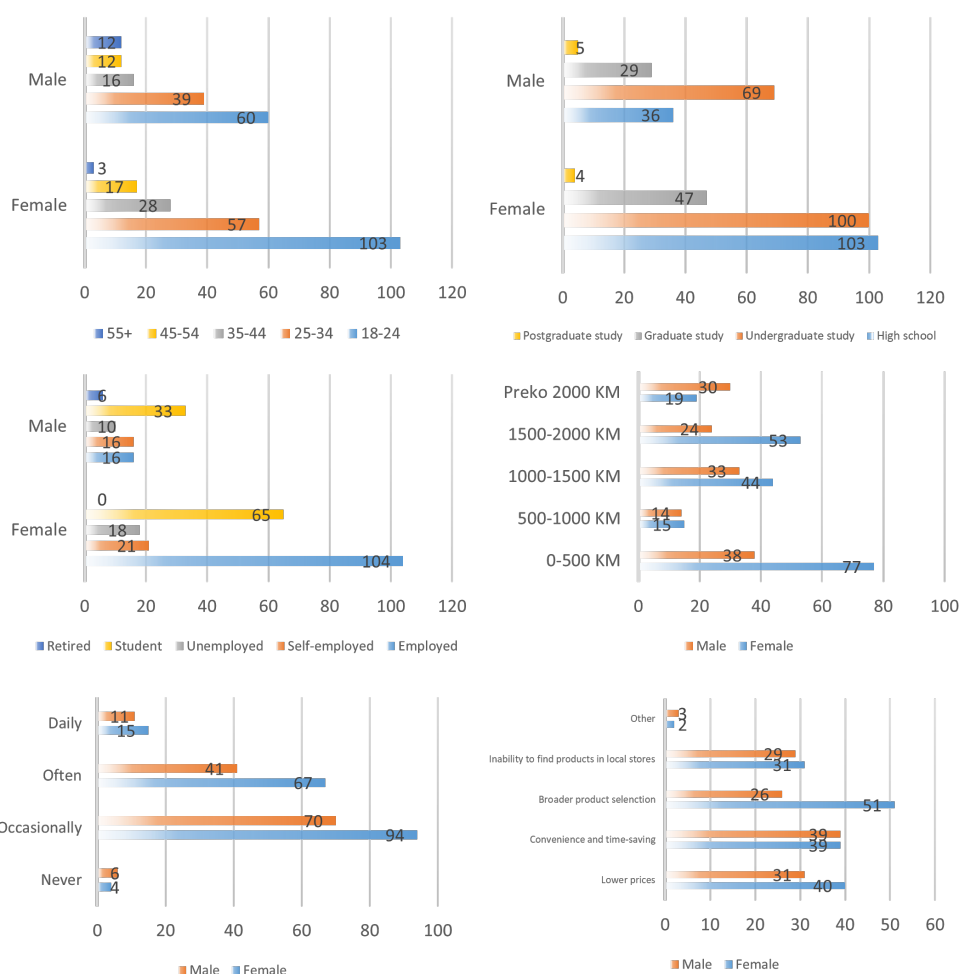 12
12
Male
16
39
60
3
17
Female
28
57
103
0 20 40 60 80 100 120
55+ 45-54 35-44 25-34 18-24
5
29
Male
69
36
4
47
Female
100
103
0 20 40 60 80 100 120
Postgraduate study Graduate study Undergraduate study High school
6
33
Male
10
16
16
0
65
Female
18
21
104
0 20 40 60 80 100 120
Retired Student Unemployed Self-employed Employed
Preko 2000 KM
30
19
1500-2000 KM
24
53
1000-1500 KM
33
44
500-1000 KM
14
15
0-500 KM
38
77
0 20 40 60 80 100
Male Female
Daily
11
15
Often
41
67
Occasionally
70
94
Never
6
4
0 20 40 60 80 100
Male Female
Other
3
2
Inability to find products in local stores
29
31
Broader product selenction
26
51
Convenience and time-saving
39
39
Lower prices
31
40
0 10 20 30 40 50 60
Male Female